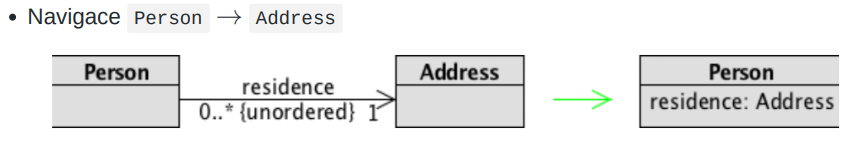 Navigace Person → Address
Person
residence
0..* {unordered} 1
Address
Person
residence: Address